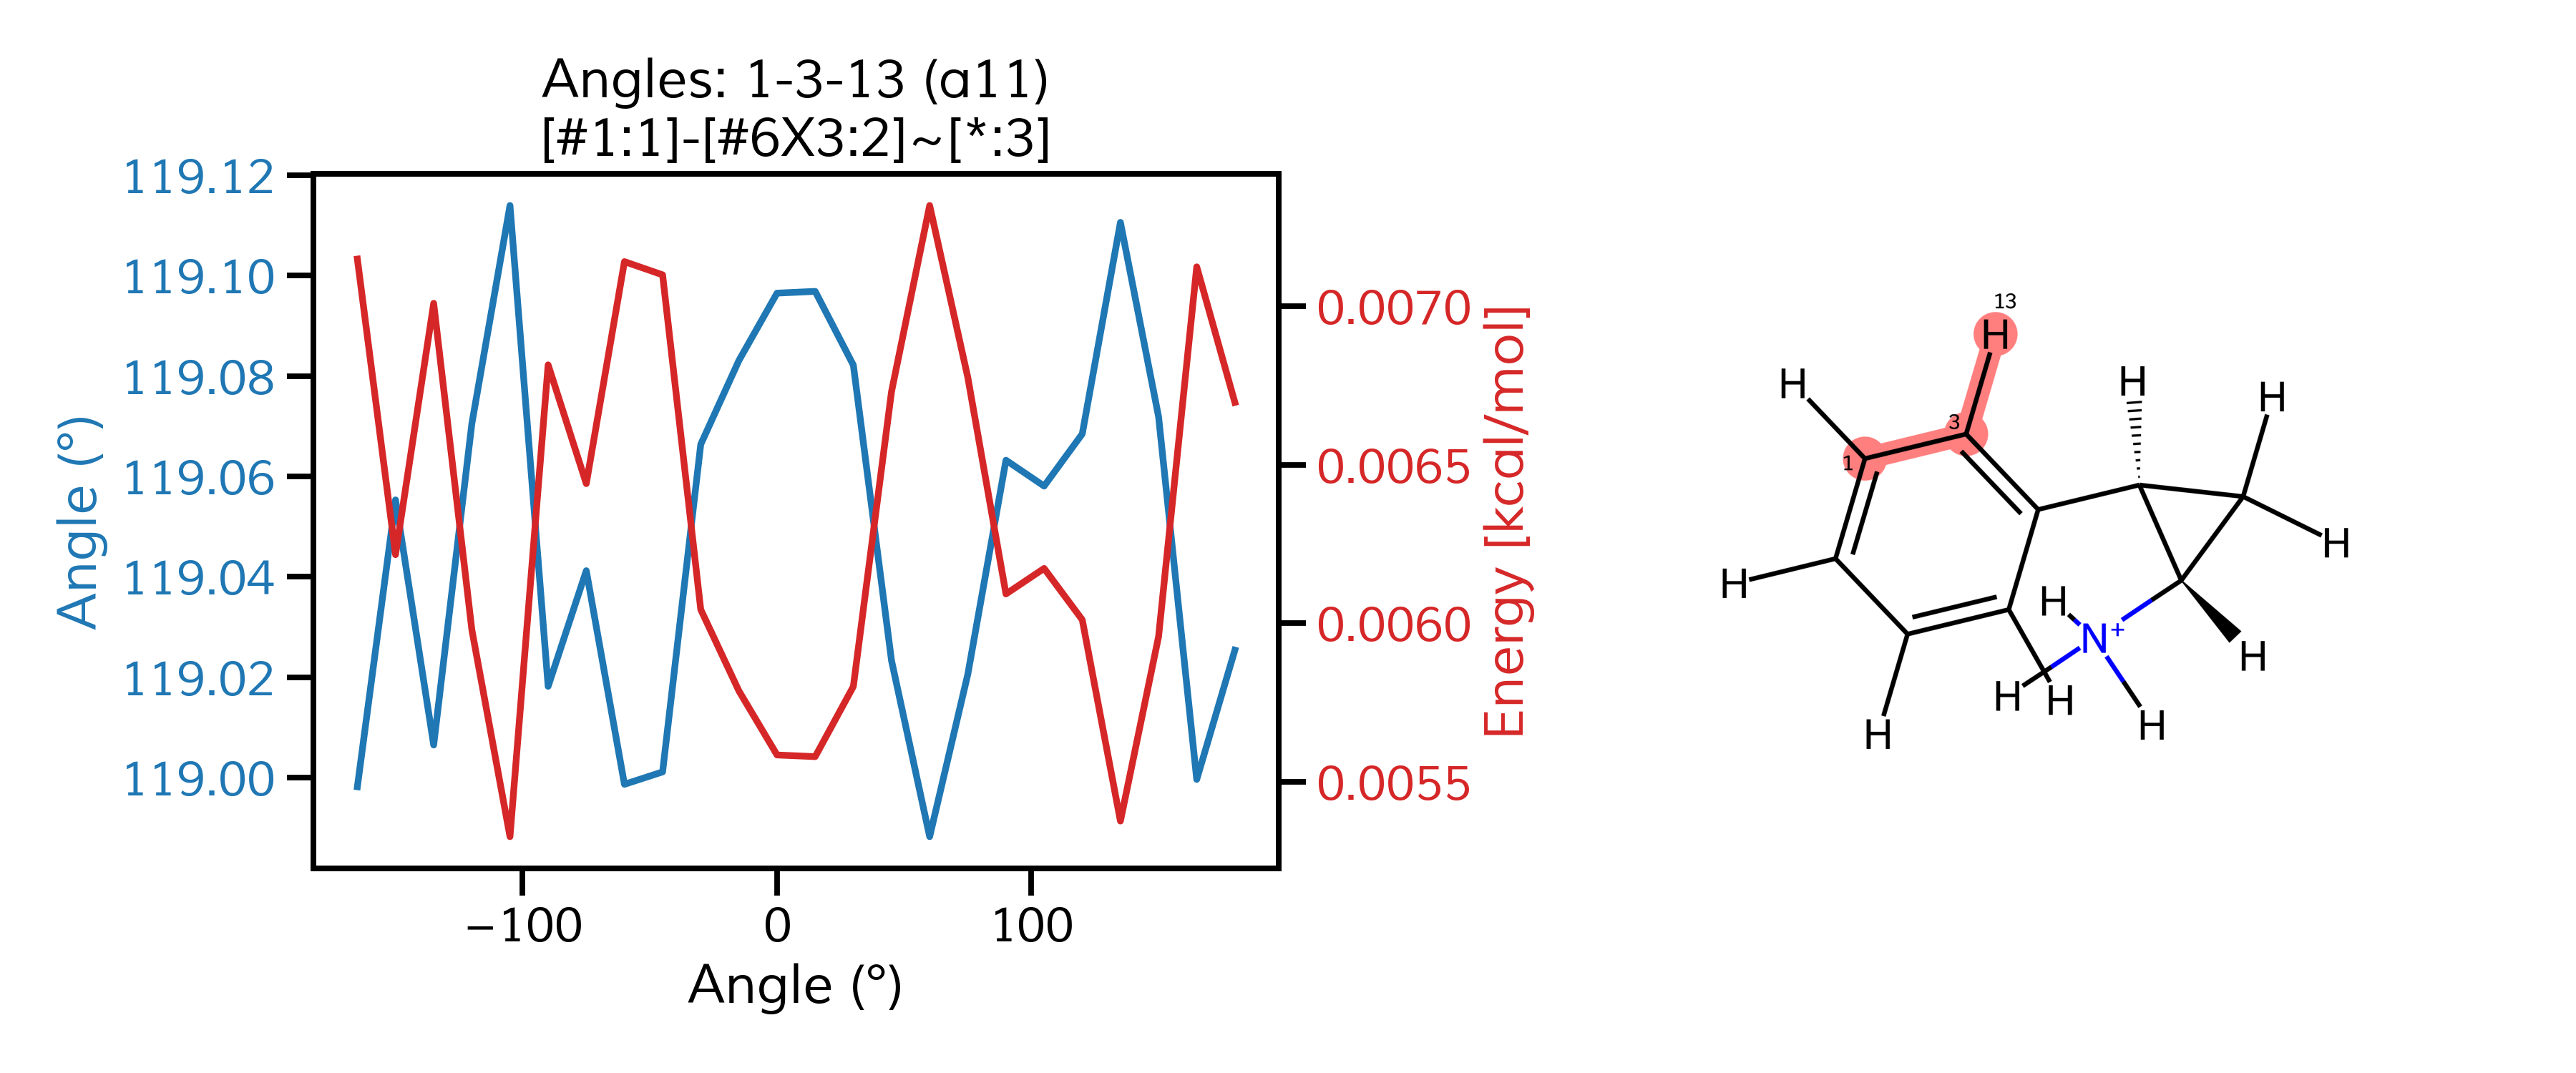 Angles: 1-3-13 (a11)
[#1:1]-[#6X3:2]~[*:3]
119.12
119.10
119.08
119.06
119.04
119.02
119.00
Angle (°)
0.0070
0.0065
0.0060
0.0055
Energy [kcal/mol]
−100
0
100
Angle (°)
13
H
H
H
H
3
1
H
H
H
N+
H
H
H
H
H